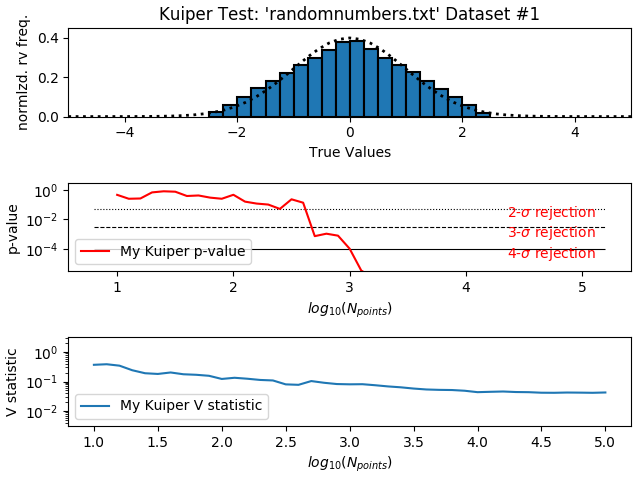 Kuiper Test: 'randomnumbers.txt' Dataset #1
normlzd. rv freq.
0.4
0.2
0.0
−4 −2 0 2 4
True Values
p-value
10⁰
10⁻²
10⁻⁴
2-σ rejection
3-σ rejection
4-σ rejection
My Kuiper p-value
1 2 3 4 5
log₁₀(N_points)
V statistic
10⁰
10⁻¹
10⁻²
My Kuiper V statistic
1.0 1.5 2.0 2.5 3.0 3.5 4.0 4.5 5.0
log₁₀(N_points)